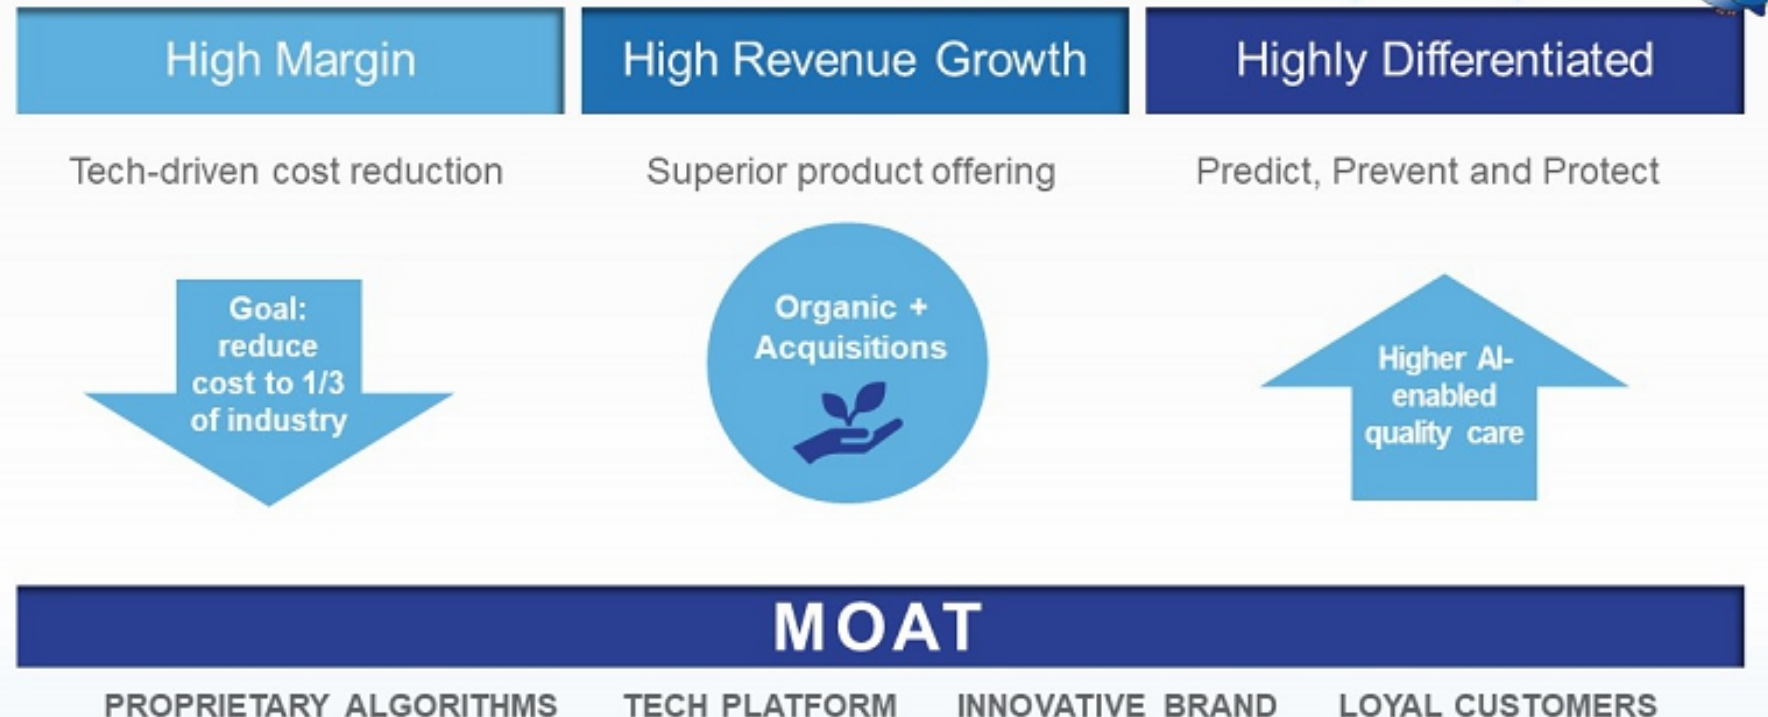 High Margin
High Revenue Growth
Highly Differentiated
Tech-driven cost reduction
Superior product offering
Predict, Prevent and Protect
Goal:
reduce
cost to 1/3
of industry
Organic +
Acquisitions
Higher AI-
enabled
quality care
MOAT
PROPRIETARY ALGORITHMS
TECH PLATFORM
INNOVATIVE BRAND
LOYAL CUSTOMERS